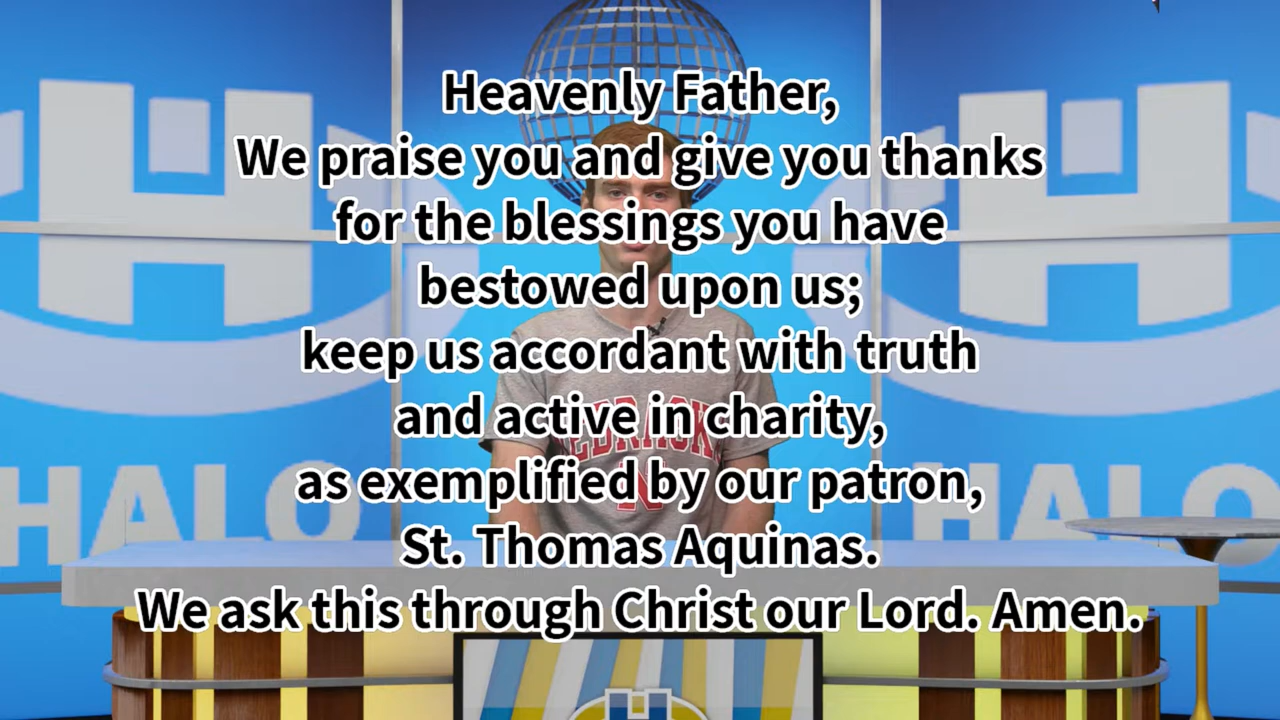 Heavenly Father,
We praise you and give you thanks
for the blessings you have
bestowed upon us;
keep us accordant with truth
and active in charity,
as exemplified by our patron,
St. Thomas Aquinas.
We ask this through Christ our Lord. Amen.
HALO
HALO